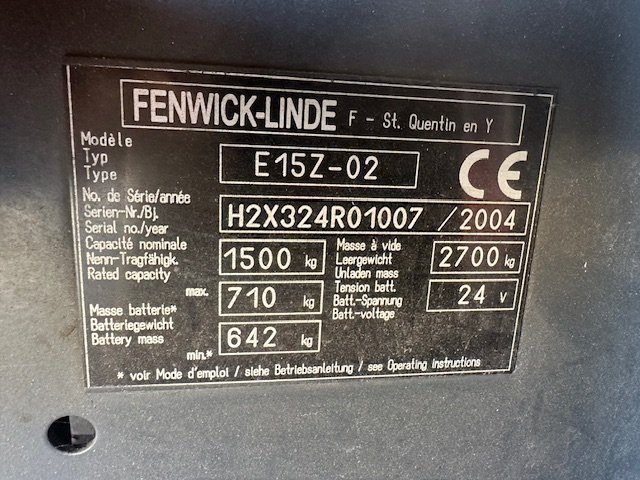 FENWICK-LINDE F - St. Quentin en Y
Modèle
Typ
Type
E15Z-02
CE
No. de Série/année
Serien-Nr./Bj.
Serial no./year
H2X324R01007 / 2004
Capacité nominale
Nenn-Tragfähigk.
Rated capacity
1500 kg
Masse à vide
Leergewicht
Unladen mass
2700 kg
Masse batterie*
Batteriegewicht
Battery mass
max. 710 kg
min.* 642 kg
Tension batt.
Batt.-Spannung
Batt.-voltage
24 V
* voir Mode d'emploi / siehe Betriebsanleitung / see Operating instructions